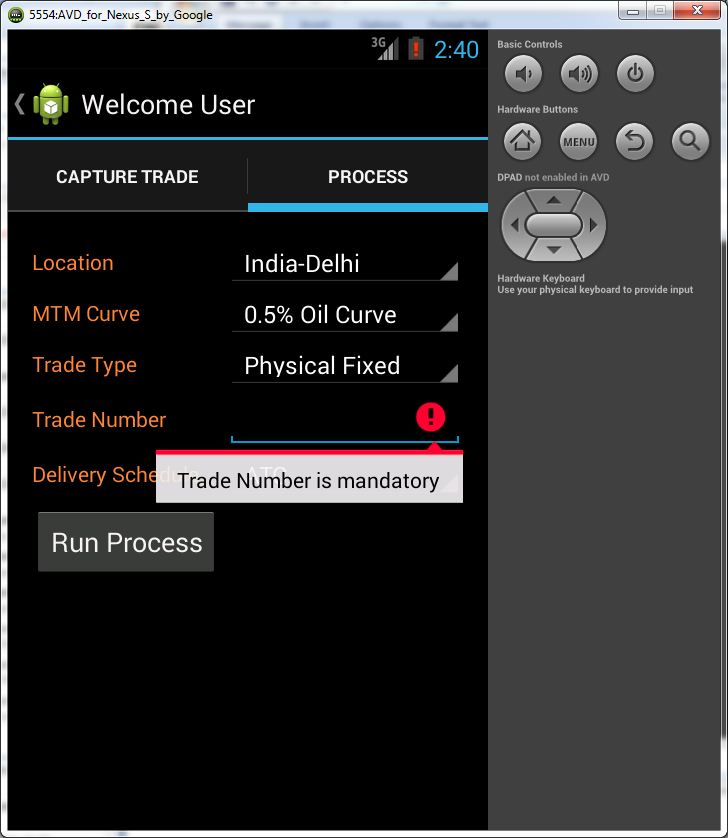 5554:AVD_for_Nexus_S_by_Google
3G
2:40
Welcome User
CAPTURE TRADE
PROCESS
Location
India-Delhi
MTM Curve
0.5% Oil Curve
Trade Type
Physical Fixed
Trade Number
Delivery Schedule
Trade Number is mandatory
Run Process
Basic Controls
Hardware Buttons
MENU
DPAD not enabled in AVD
Hardware Keyboard
Use your physical keyboard to provide input